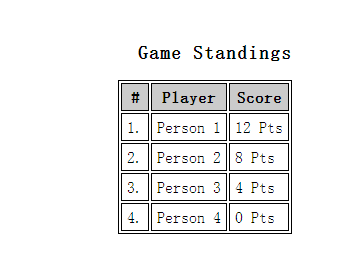 Game Standings
# Player Score
1. Person 1 12 Pts
2. Person 2 8 Pts
3. Person 3 4 Pts
4. Person 4 0 Pts